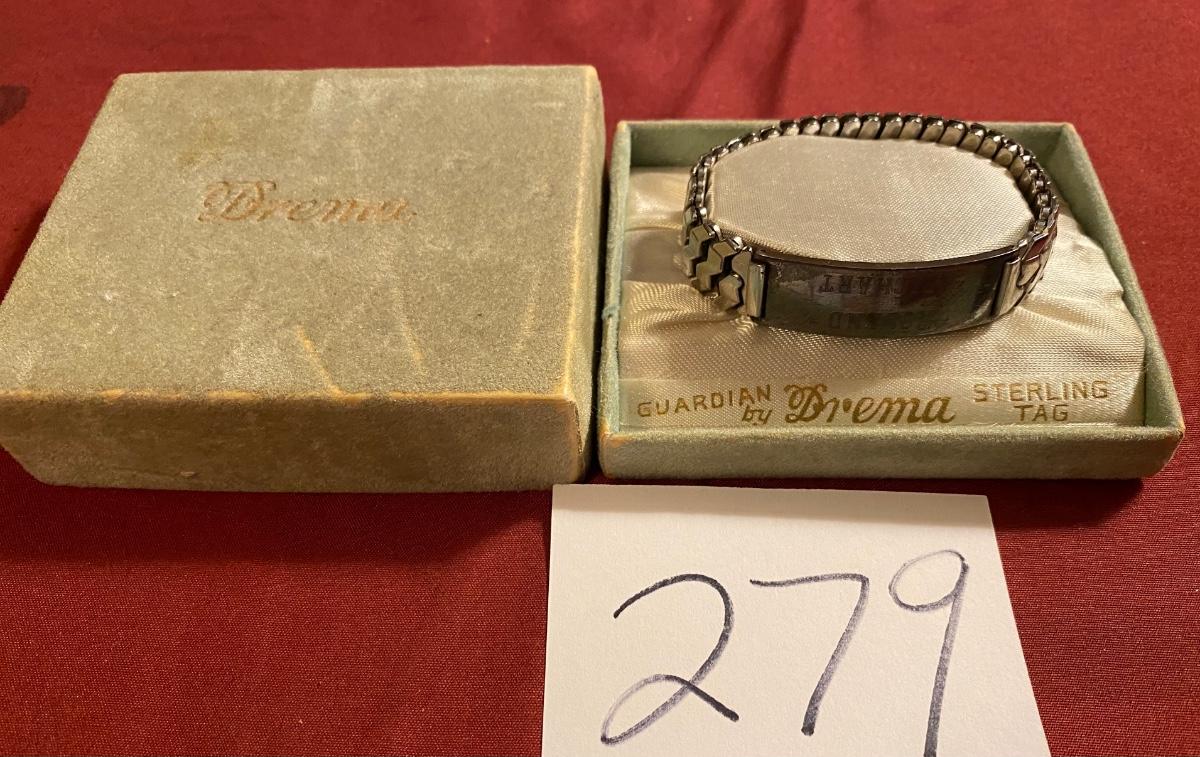 Drema
GUARDIAN by Drema STERLING TAG
279